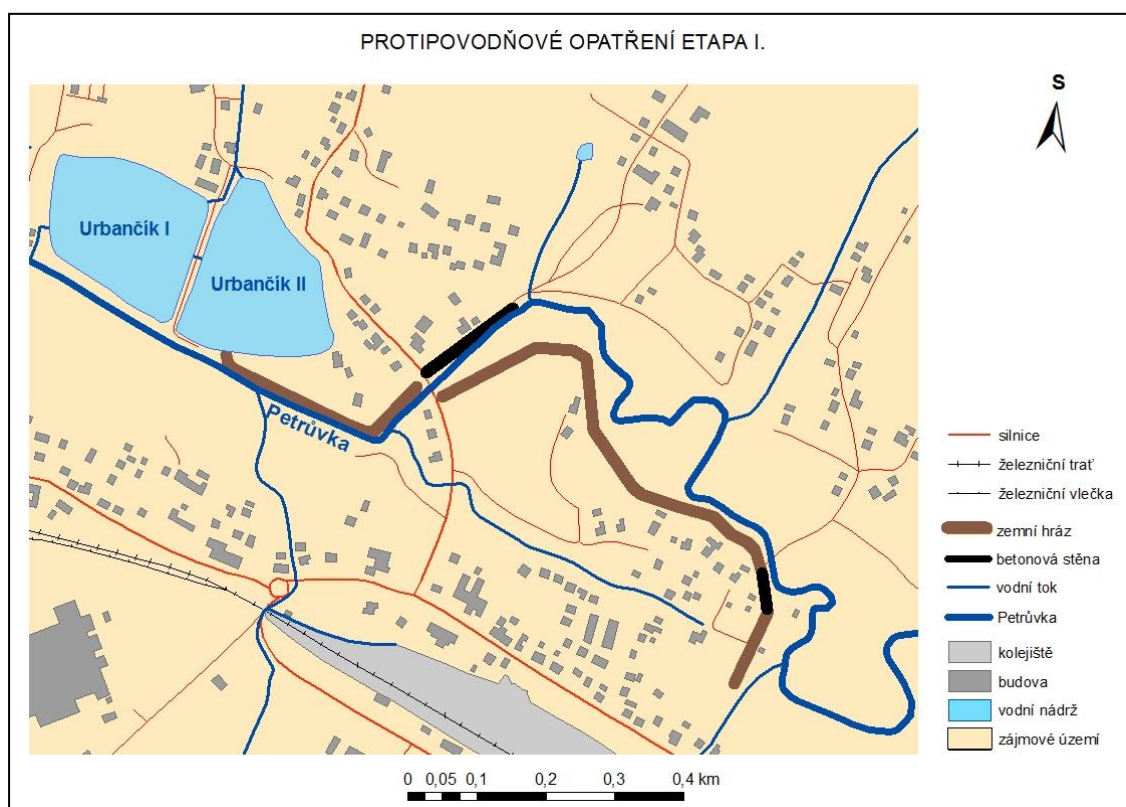 PROTIPOVODŇOVÉ OPATŘENÍ ETAPA I.
S
Urbančík I
Urbančík II
Petrůvka
silnice
železniční trať
železniční vlečka
zemní hráz
betonová stěna
vodní tok
Petrůvka
kolejiště
budova
vodní nádrž
zájmové území
0 0,05 0,1 0,2 0,3 0,4 km